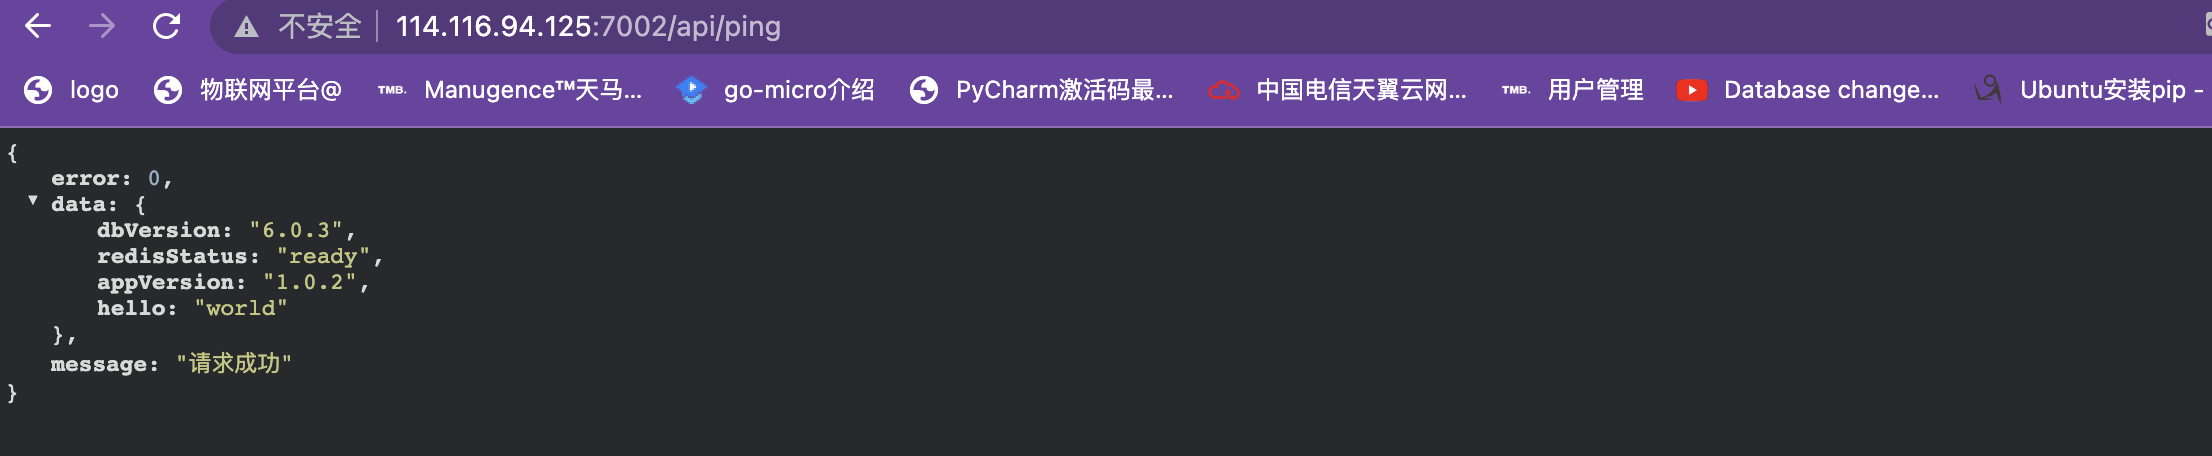 不安全 114.116.94.125:7002/api/ping
logo 物联网平台@ TMB. Manugence™天马... go-micro介绍 PyCharm激活码最... 中国电信天翼云网... TMB. 用户管理 Database change... Ubuntu安装pip -
{
error: 0,
▼ data: {
dbVersion: "6.0.3",
redisStatus: "ready",
appVersion: "1.0.2",
hello: "world"
},
message: "请求成功"
}